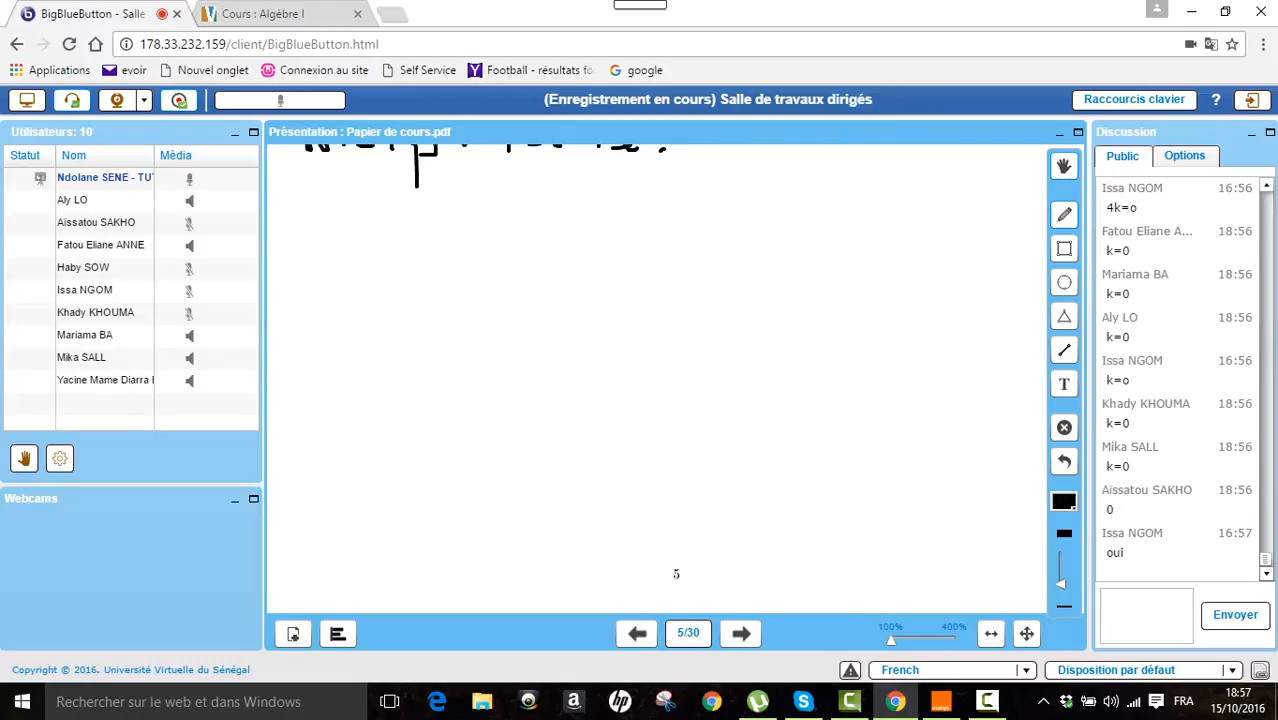 BigBlueButton - Salle
Cours : Algèbre I
178.33.232.159/client/BigBlueButton.html
Applications
evoir
Nouvel onglet
Connexion au site
Self Service
Football - résultats fo
google
(Enregistrement en cours) Salle de travaux dirigés
Raccourcis clavier
?
Utilisateurs: 10
Statut
Nom
Média
Ndolane SENE - TU
Aly LO
Aïssatou SAKHO
Fatou Eliane ANNE
Haby SOW
Issa NGOM
Khady KHOUMA
Mariama BA
Mika SALL
Yacine Mame Diarra
Webcams
Présentation : Papier de cours.pdf
5
T
5/30
100%
400%
Discussion
Public
Options
Issa NGOM 16:56
4k=o
Fatou Eliane A... 18:56
k=0
Mariama BA 18:56
k=0
Aly LO 18:56
k=0
Issa NGOM 16:56
k=o
Khady KHOUMA 18:56
k=0
Mika SALL 18:56
k=0
Aïssatou SAKHO 18:56
0
Issa NGOM 16:57
oui
Envoyer
Copyright © 2016. Université Virtuelle du Sénégal
French
Disposition par défaut
Rechercher sur le web et dans Windows
FRA
18:57
15/10/2016